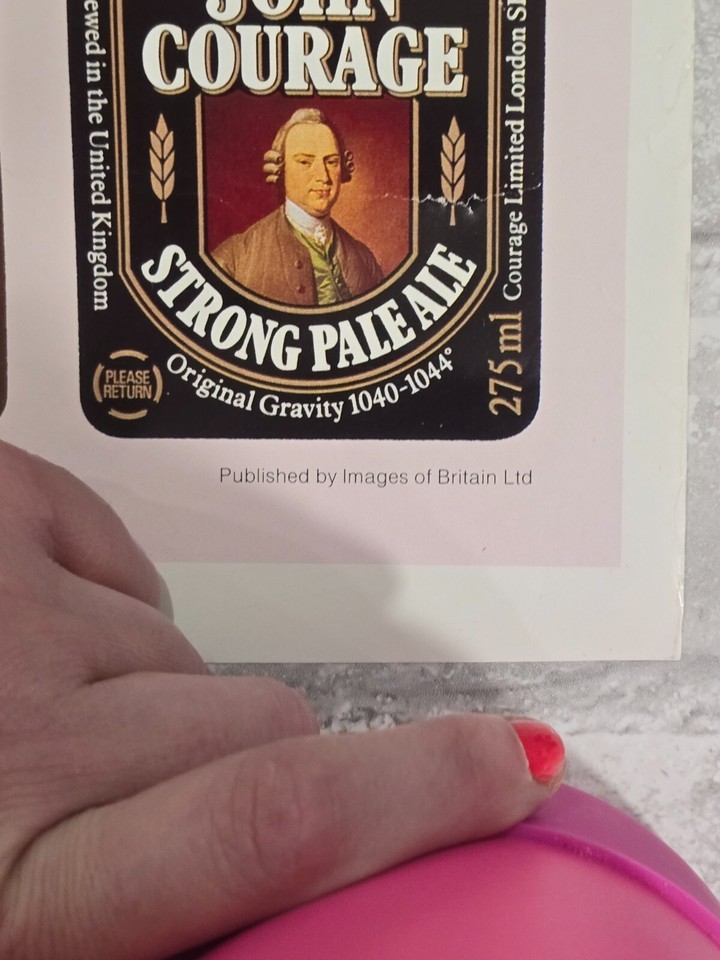 JOHN
COURAGE
STRONG PALE ALE
Original Gravity 1040-1044°
in the United Kingdom
PLEASE
RETURN
275 ml Courage Limited London
Published by Images of Britain Ltd